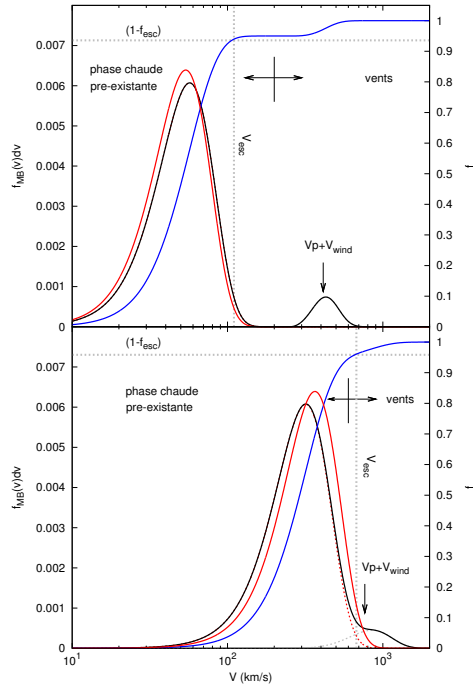 (1-f_esc)
phase chaude
pre-existante
vents
V_esc
Vp+V_wind
f_MB(v)dv
f
0.007
0.006
0.005
0.004
0.003
0.002
0.001
0
1
0.9
0.8
0.7
0.6
0.5
0.4
0.3
0.2
0.1
0
(1-f_esc)
phase chaude
pre-existante
vents
V_esc
Vp+V_wind
f_MB(v)dv
f
0.007
0.006
0.005
0.004
0.003
0.002
0.001
0
1
0.9
0.8
0.7
0.6
0.5
0.4
0.3
0.2
0.1
0
10^1
10^2
10^3
V (km/s)